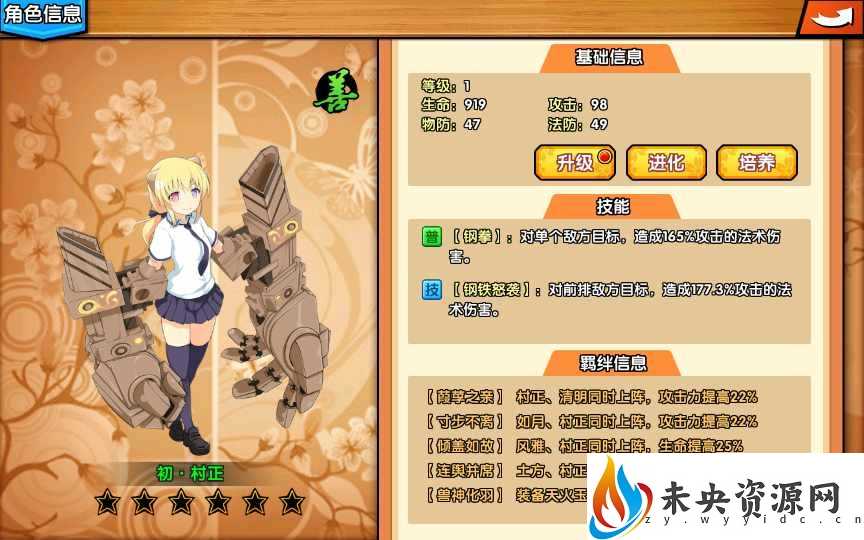 角色信息
善
初·村正
基础信息
等级：1
生命：919 攻击：98
物防：47 法防：49
升级 进化 培养
技能
普 【钢拳】：对单个敌方目标，造成165%攻击的法术伤
害。
技 【钢铁怒袭】：对前排敌方目标，造成177.3%攻击的法
术伤害。
羁绊信息
【葭莩之亲】 村正、清明同时上阵，攻击力提高22%
【寸步不离】 如月、村正同时上阵，攻击力提高22%
【倾盖如故】 风雅、村正同时上阵，生命提高25%
【连舆并席】 土方、村正
【兽神化羽】 装备天火玉
未央资源网
zy.wyyidc.cn